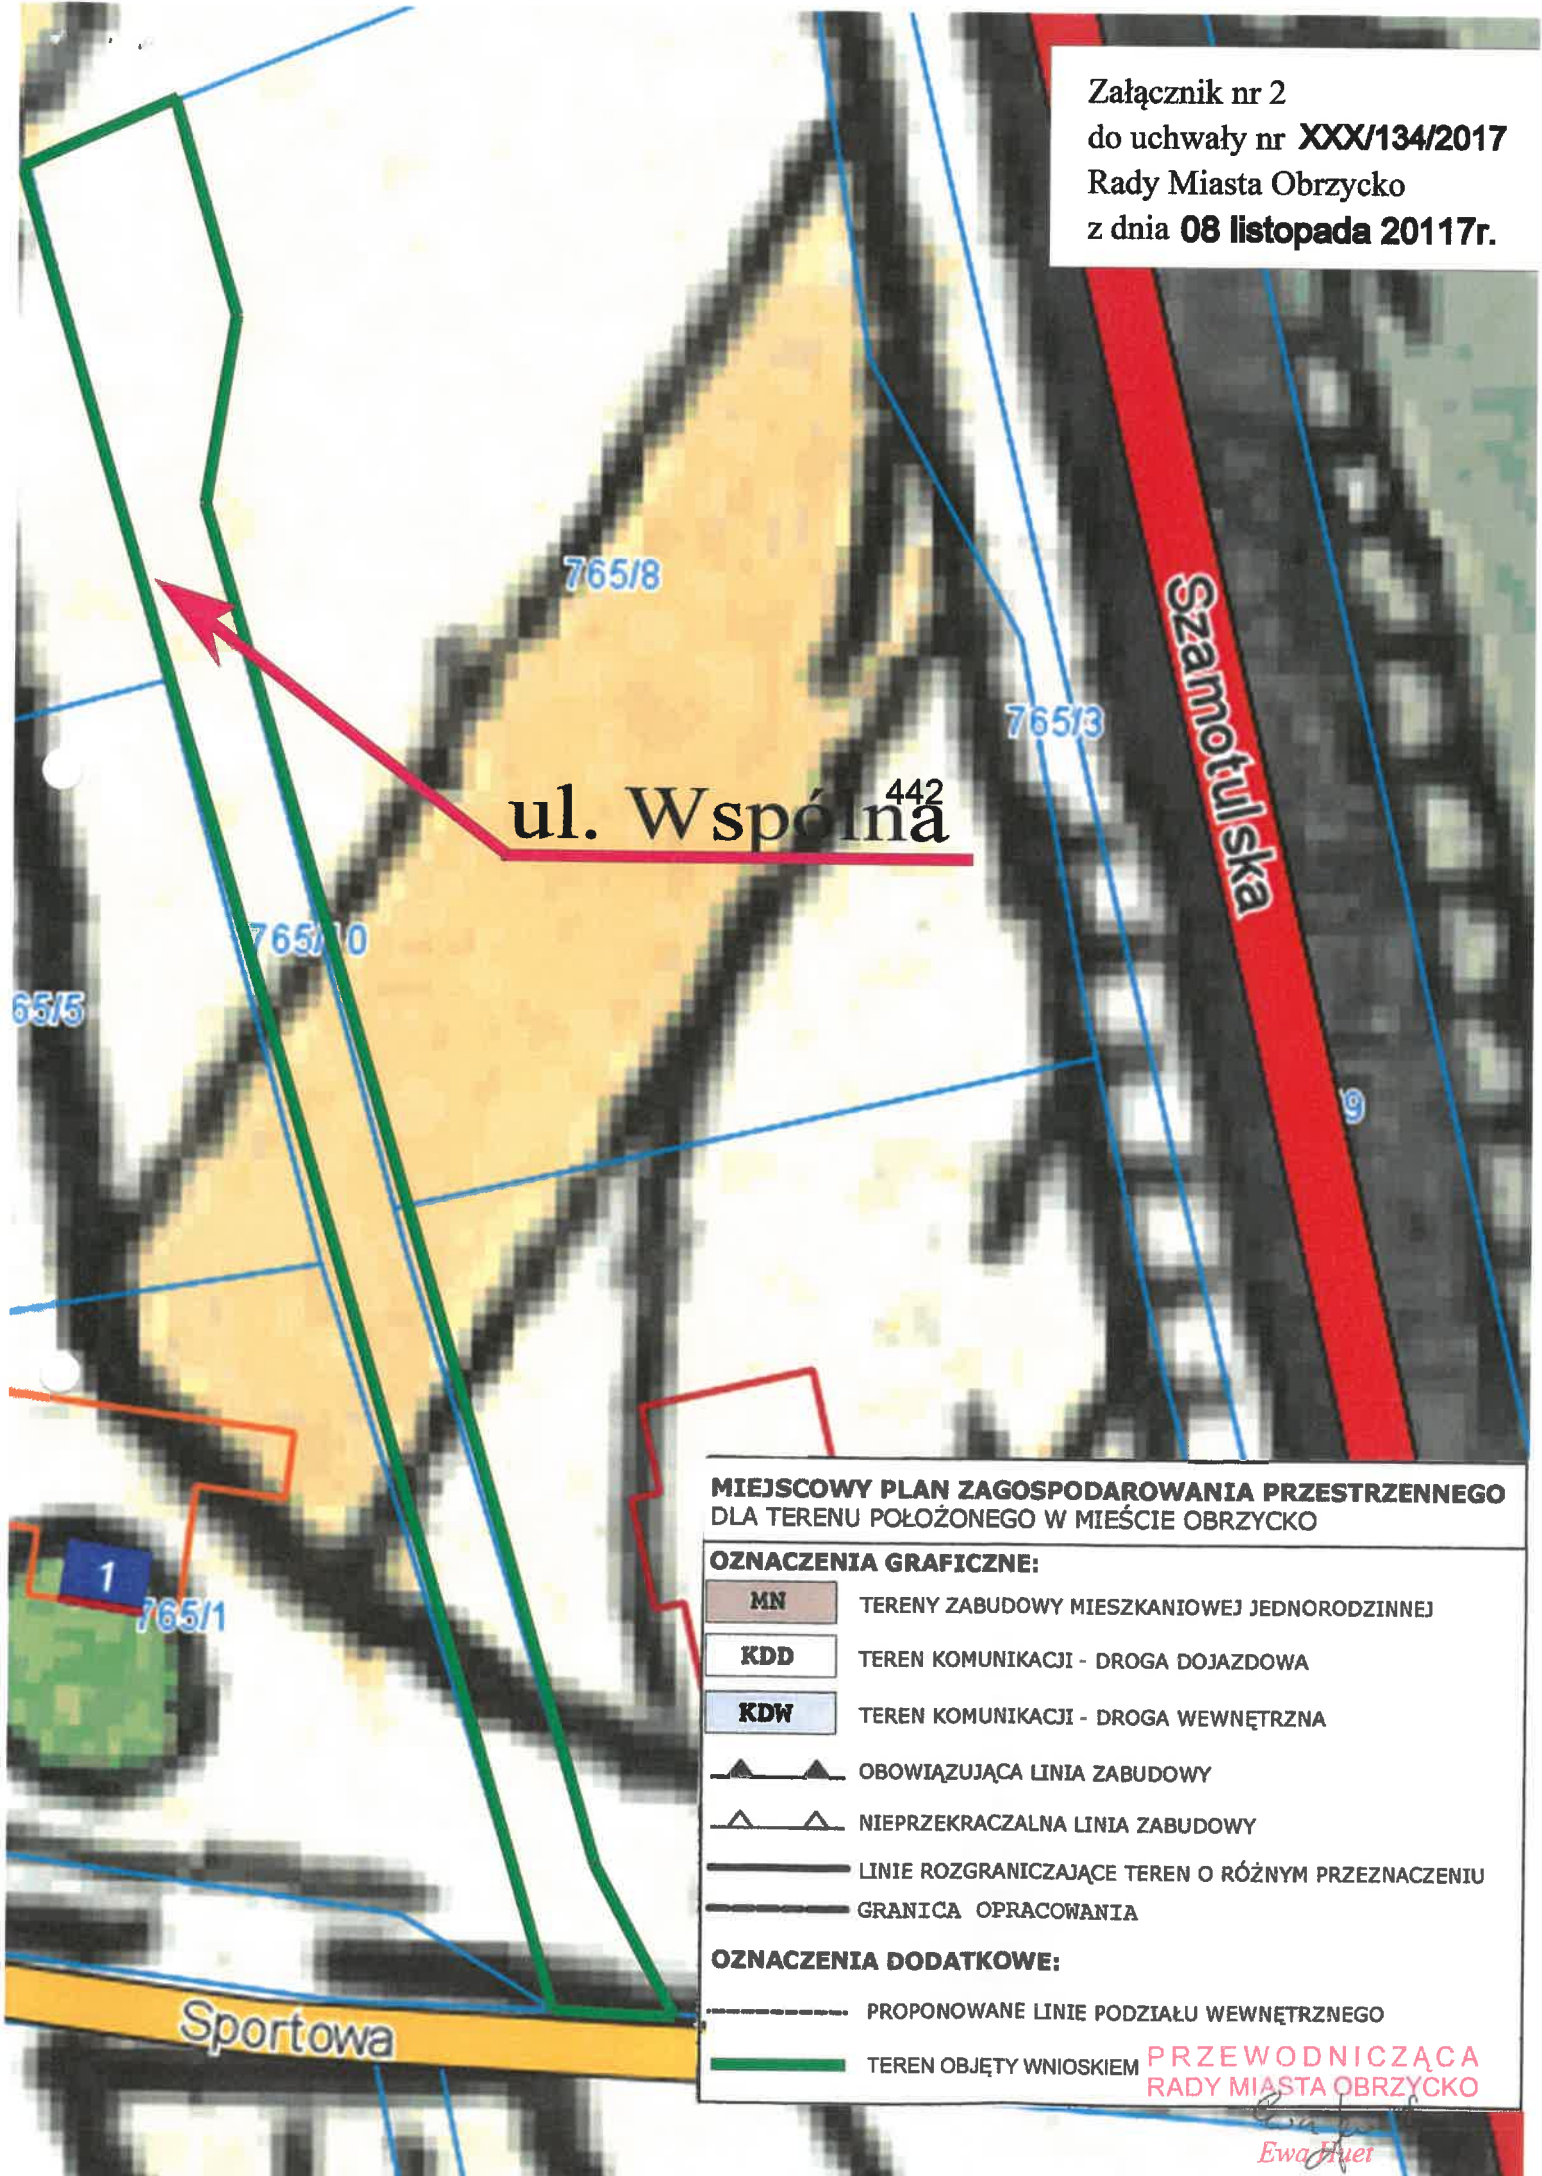 Załącznik nr 2
do uchwały nr XXX/134/2017
Rady Miasta Obrzycko
z dnia 08 listopada 20117r.
765/8
Szamotulska
765/3
442
ul. Wspólna
765/10
65/5
9
1
765/1
Sportowa
MIEJSCOWY PLAN ZAGOSPODAROWANIA PRZESTRZENNEGO
DLA TERENU POŁOŻONEGO W MIEŚCIE OBRZYCKO
OZNACZENIA GRAFICZNE:
MN TERENY ZABUDOWY MIESZKANIOWEJ JEDNORODZINNEJ
KDD TEREN KOMUNIKACJI - DROGA DOJAZDOWA
KDW TEREN KOMUNIKACJI - DROGA WEWNĘTRZNA
OBOWIĄZUJĄCA LINIA ZABUDOWY
NIEPRZEKRACZALNA LINIA ZABUDOWY
LINIE ROZGRANICZAJĄCE TEREN O RÓŻNYM PRZEZNACZENIU
GRANICA OPRACOWANIA
OZNACZENIA DODATKOWE:
PROPONOWANE LINIE PODZIAŁU WEWNĘTRZNEGO
TEREN OBJĘTY WNIOSKIEM
PRZEWODNICZĄCA
RADY MIASTA OBRZYCKO
Ewa Huet